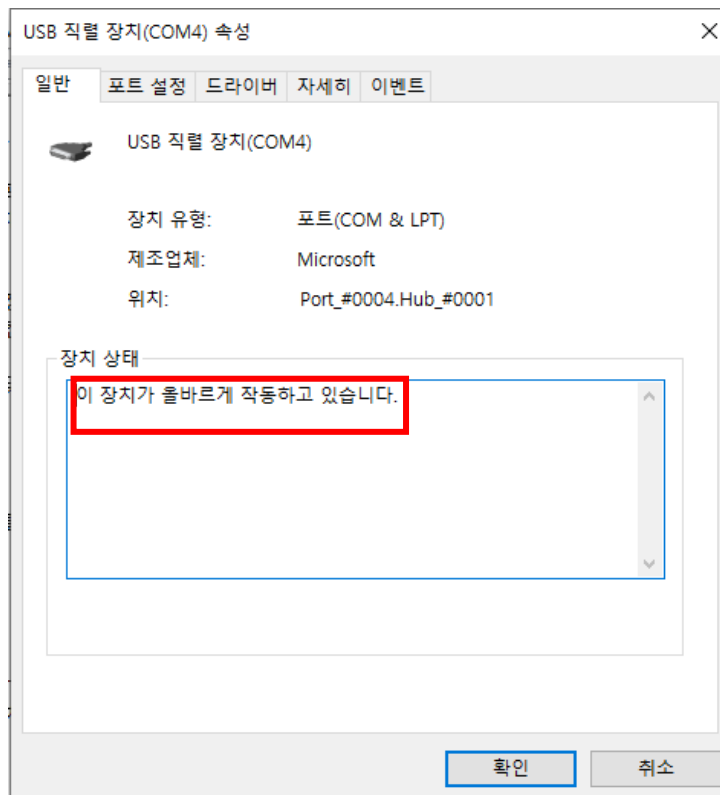 USB 직렬 장치(COM4) 속성
일반 포트 설정 드라이버 자세히 이벤트
USB 직렬 장치(COM4)
장치 유형: 포트(COM & LPT)
제조업체: Microsoft
위치: Port_#0004.Hub_#0001
장치 상태
이 장치가 올바르게 작동하고 있습니다.
확인 취소